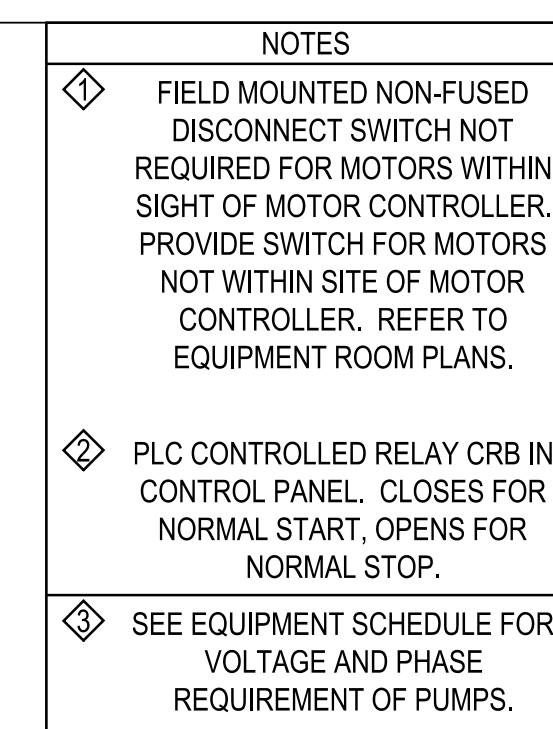 NOTES
1 FIELD MOUNTED NON-FUSED
DISCONNECT SWITCH NOT
REQUIRED FOR MOTORS WITHIN
SIGHT OF MOTOR CONTROLLER.
PROVIDE SWITCH FOR MOTORS
NOT WITHIN SITE OF MOTOR
CONTROLLER. REFER TO
EQUIPMENT ROOM PLANS.
2 PLC CONTROLLED RELAY CRB IN
CONTROL PANEL. CLOSES FOR
NORMAL START, OPENS FOR
NORMAL STOP.
3 SEE EQUIPMENT SCHEDULE FOR
VOLTAGE AND PHASE
REQUIREMENT OF PUMPS.